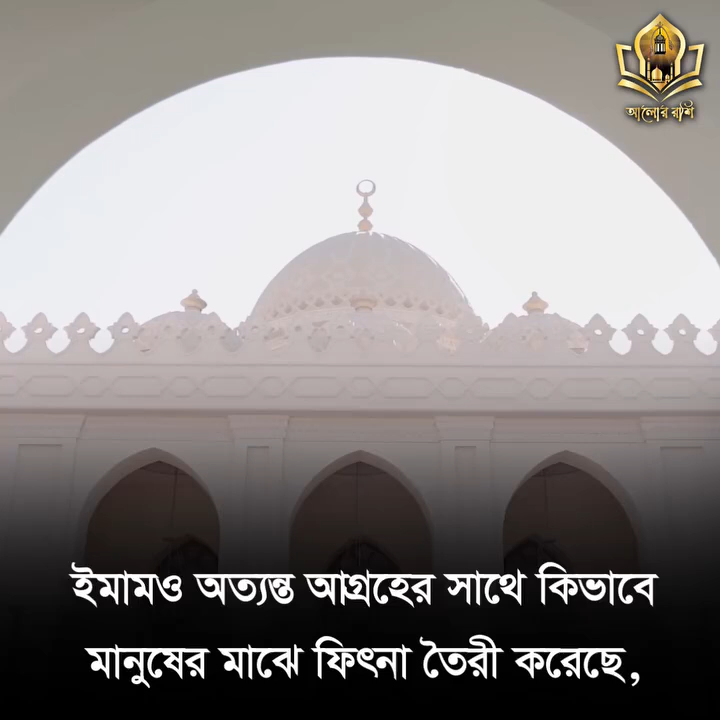 আলোর রশ্মি
ইমামও অত্যন্ত আগ্রহের সাথে কিভাবে
মানুষের মাঝে ফিৎনা তৈরী করেছে,